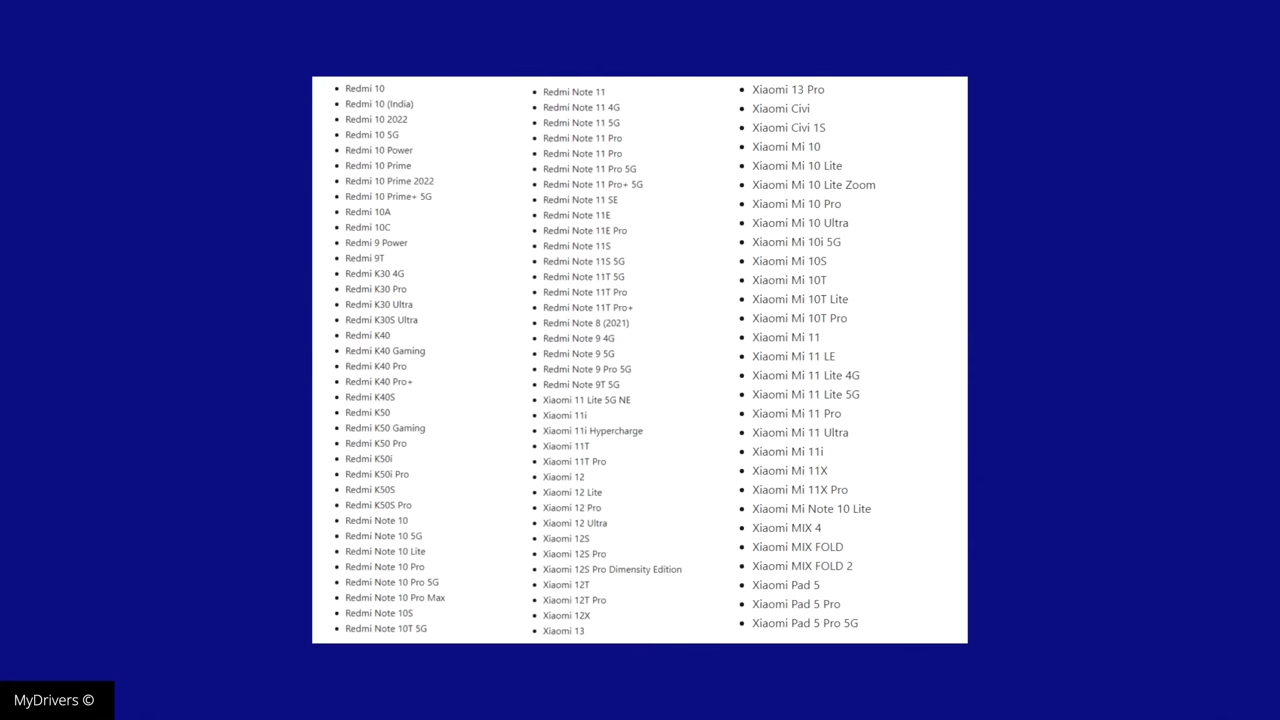 Redmi 10
Redmi 10 (India)
Redmi 10 2022
Redmi 10 5G
Redmi 10 Power
Redmi 10 Prime
Redmi 10 Prime 2022
Redmi 10 Prime+ 5G
Redmi 10A
Redmi 10C
Redmi 9 Power
Redmi 9T
Redmi K30 4G
Redmi K30 Pro
Redmi K30 Ultra
Redmi K30S Ultra
Redmi K40
Redmi K40 Gaming
Redmi K40 Pro
Redmi K40 Pro+
Redmi K40S
Redmi K50
Redmi K50 Gaming
Redmi K50 Pro
Redmi K50i
Redmi K50i Pro
Redmi K50S
Redmi K50S Pro
Redmi Note 10
Redmi Note 10 5G
Redmi Note 10 Lite
Redmi Note 10 Pro
Redmi Note 10 Pro 5G
Redmi Note 10 Pro Max
Redmi Note 10S
Redmi Note 10T 5G
Redmi Note 11
Redmi Note 11 4G
Redmi Note 11 5G
Redmi Note 11 Pro
Redmi Note 11 Pro
Redmi Note 11 Pro 5G
Redmi Note 11 Pro+ 5G
Redmi Note 11 SE
Redmi Note 11E
Redmi Note 11E Pro
Redmi Note 11S
Redmi Note 11S 5G
Redmi Note 11T 5G
Redmi Note 11T Pro
Redmi Note 11T Pro+
Redmi Note 8 (2021)
Redmi Note 9 4G
Redmi Note 9 5G
Redmi Note 9 Pro 5G
Redmi Note 9T 5G
Xiaomi 11 Lite 5G NE
Xiaomi 11i
Xiaomi 11i Hypercharge
Xiaomi 11T
Xiaomi 11T Pro
Xiaomi 12
Xiaomi 12 Lite
Xiaomi 12 Pro
Xiaomi 12 Ultra
Xiaomi 12S
Xiaomi 12S Pro
Xiaomi 12S Pro Dimensity Edition
Xiaomi 12T
Xiaomi 12T Pro
Xiaomi 12X
Xiaomi 13
Xiaomi 13 Pro
Xiaomi Civi
Xiaomi Civi 1S
Xiaomi Mi 10
Xiaomi Mi 10 Lite
Xiaomi Mi 10 Lite Zoom
Xiaomi Mi 10 Pro
Xiaomi Mi 10 Ultra
Xiaomi Mi 10i 5G
Xiaomi Mi 10S
Xiaomi Mi 10T
Xiaomi Mi 10T Lite
Xiaomi Mi 10T Pro
Xiaomi Mi 11
Xiaomi Mi 11 LE
Xiaomi Mi 11 Lite 4G
Xiaomi Mi 11 Lite 5G
Xiaomi Mi 11 Pro
Xiaomi Mi 11 Ultra
Xiaomi Mi 11i
Xiaomi Mi 11X
Xiaomi Mi 11X Pro
Xiaomi Mi Note 10 Lite
Xiaomi MIX 4
Xiaomi MIX FOLD
Xiaomi MIX FOLD 2
Xiaomi Pad 5
Xiaomi Pad 5 Pro
Xiaomi Pad 5 Pro 5G
MyDrivers ©